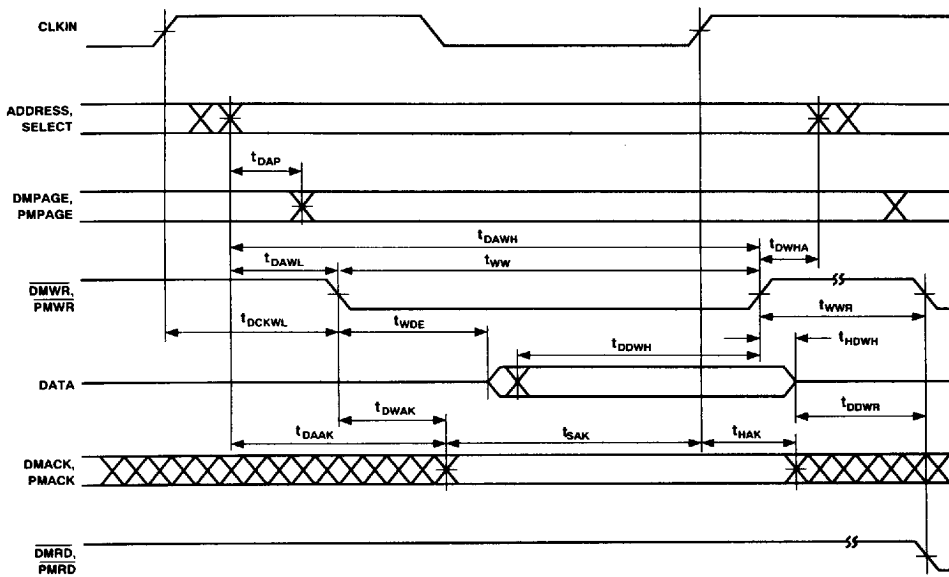 CLKIN
ADDRESS,
SELECT
tDAP
DMPAGE,
PMPAGE
tDAWH
tDWHA
tDAWL
tWW
DMWR,
PMWR
tWWR
tDCKWL
tWDE
tDDWH
tHDWH
DATA
tDWAK
tDDWR
tDAAK
tSAK
tHAK
DMACK,
PMACK
DMRD,
PMRD